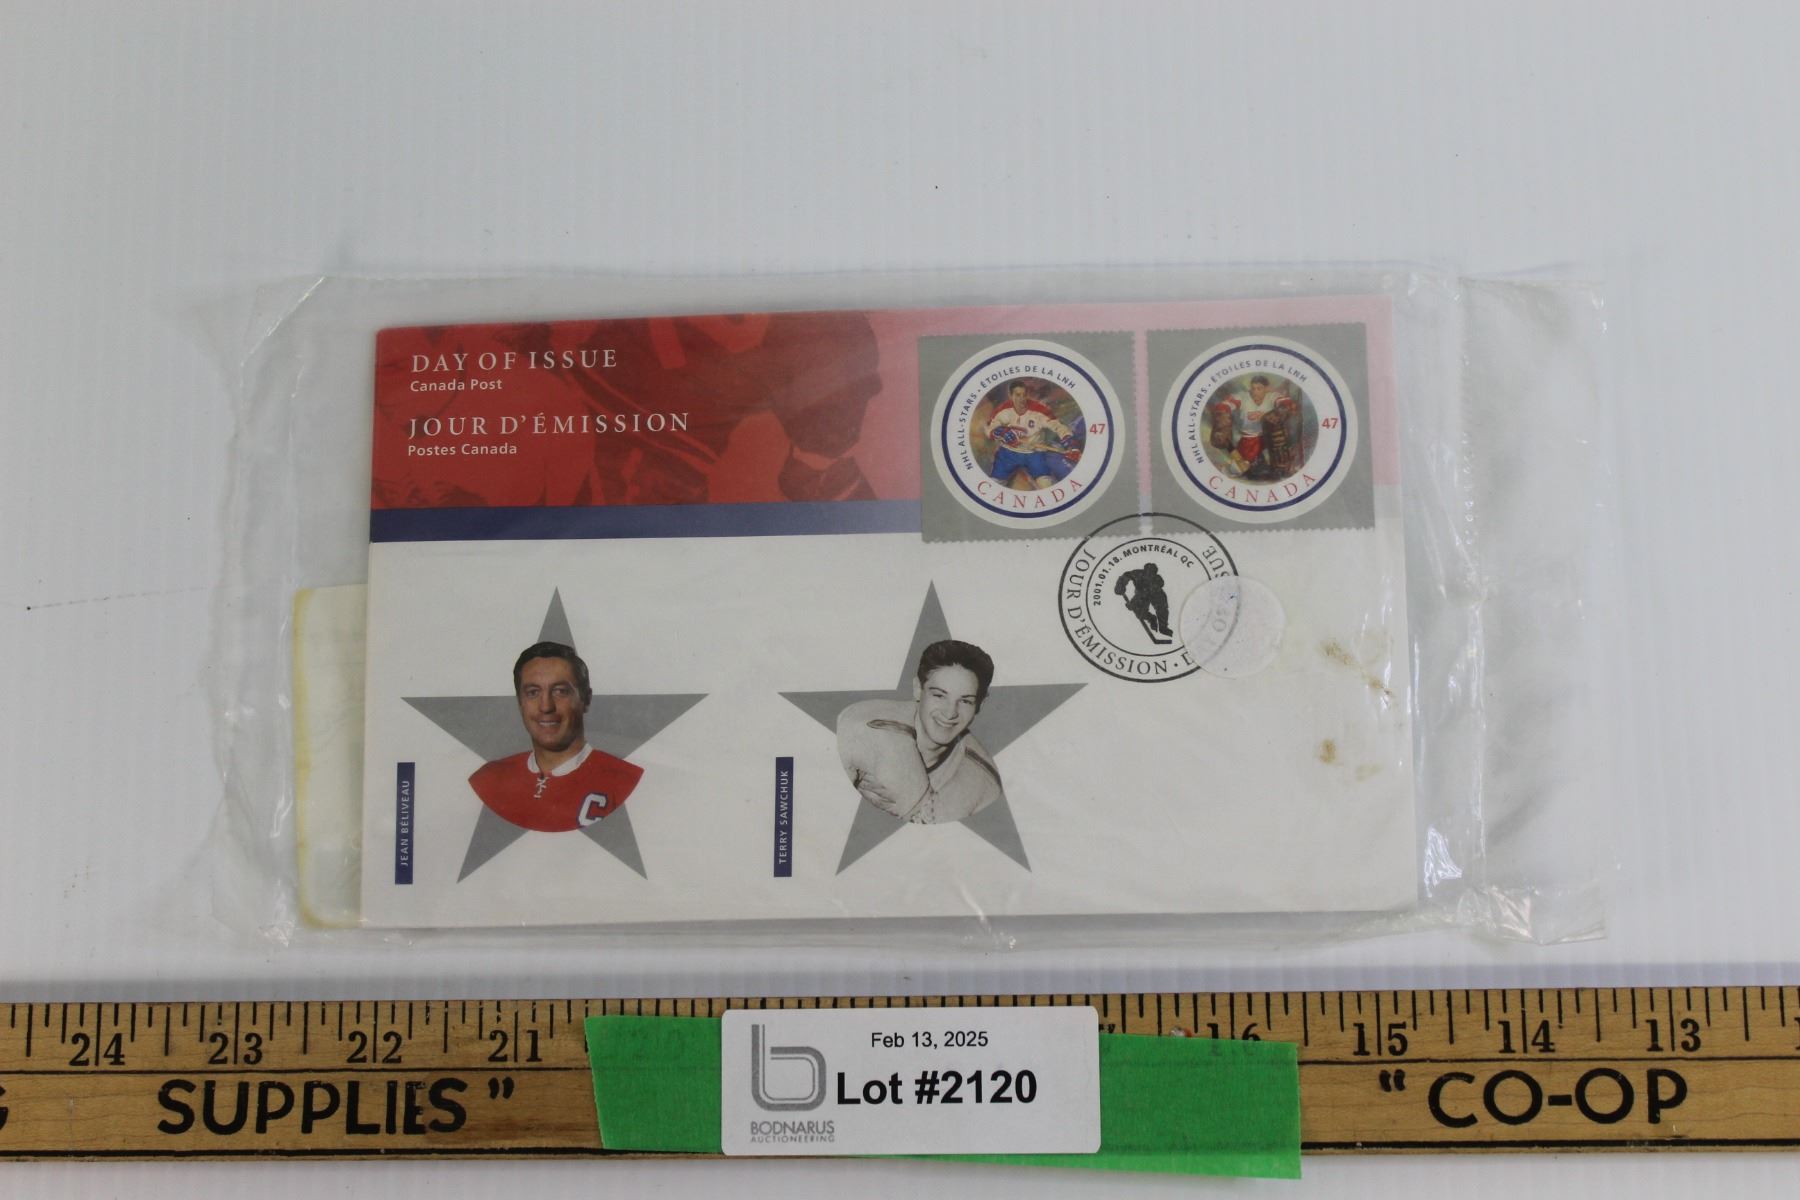 DAY OF ISSUE
Canada Post
JOUR D'ÉMISSION
Postes Canada
NHL ALL-STARS • ÉTOILES DE LA LNH
47
CANADA
NHL ALL-STARS • ÉTOILES DE LA LNH
47
CANADA
2001.01.18. MONTRÉAL QC
JOUR D'ÉMISSION •
JEAN BÉLIVEAU
C
TERRY SAWCHUK
24 23 22 21 16 15 14 13
SUPPLIES" "CO-OP
Feb 13, 2025
Lot #2120
BODNARUS
AUCTIONEERING